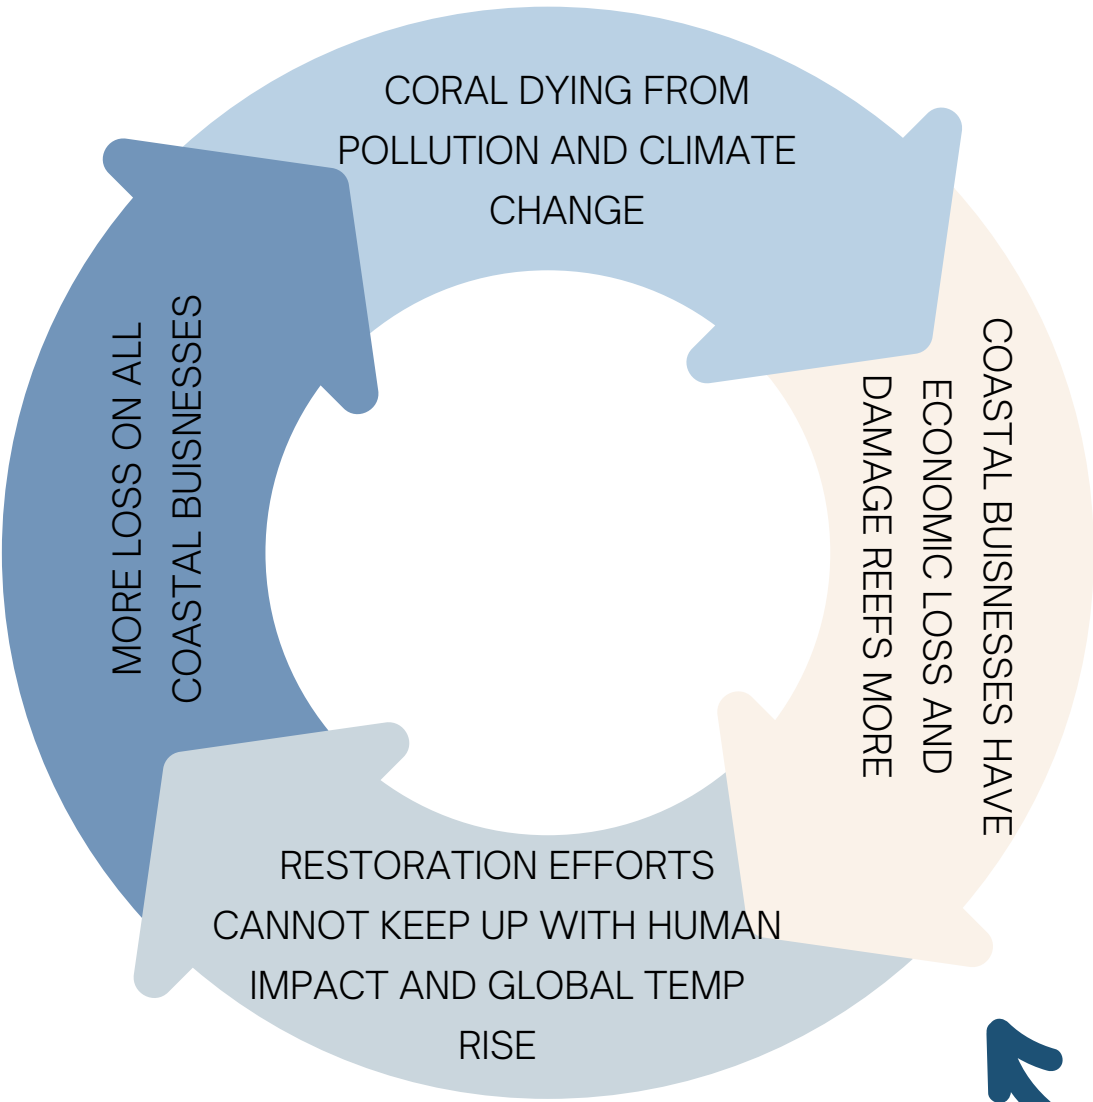 CORAL DYING FROM
POLLUTION AND CLIMATE
CHANGE
COASTAL BUISNESSES HAVE
ECONOMIC LOSS AND
DAMAGE REEFS MORE
RESTORATION EFFORTS
CANNOT KEEP UP WITH HUMAN
IMPACT AND GLOBAL TEMP
RISE
MORE LOSS ON ALL
COASTAL BUISNESSES